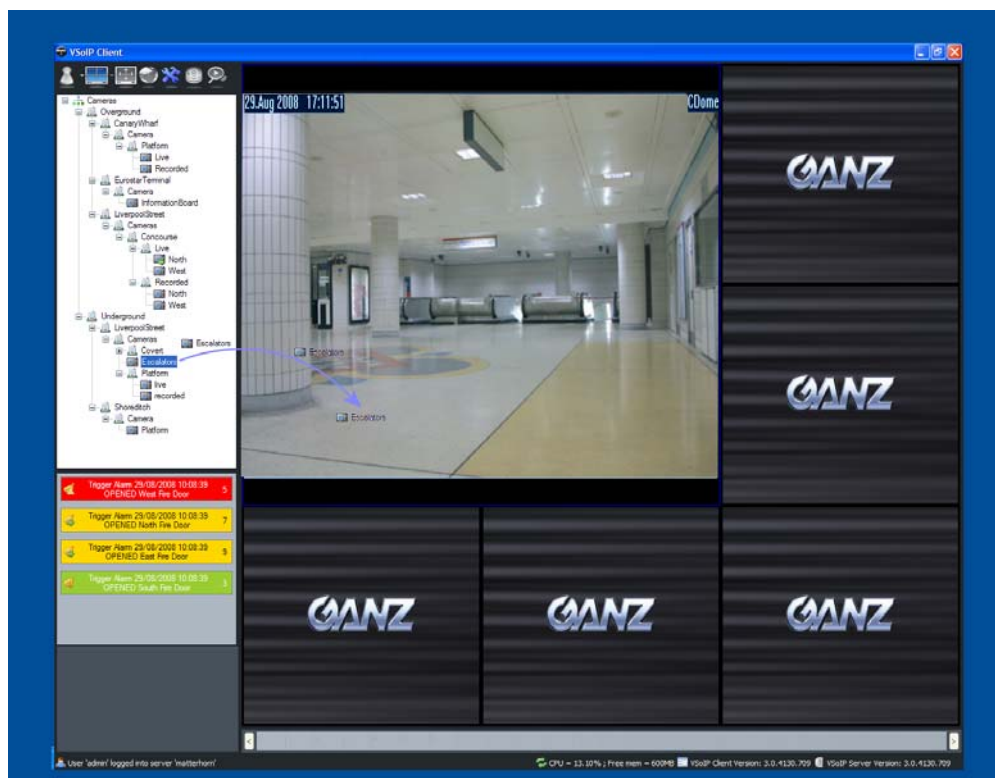 VSoIP Client
Cameras
Overground
CanaryWharf
Camera
Platform
Live
Recorded
EurostarTerminal
Camera
InformationBoard
LiverpoolStreet
Cameras
Concourse
Live
North
West
Recorded
North
West
Underground
LiverpoolStreet
Cameras
Covert
Escalators
Platform
live
recorded
Shoreditch
Camera
Platform
Escalators
29.Aug 2008 17:11:51
CDome
Escalators
Escalators
GANZ
GANZ
GANZ
GANZ
GANZ
Trigger Alarm 29/08/2008 10:08:39
OPENED West Fire Door
5
Trigger Alarm 29/08/2008 10:08:39
OPENED North Fire Door
7
Trigger Alarm 29/08/2008 10:08:39
OPENED East Fire Door
9
Trigger Alarm 29/08/2008 10:08:39
OPENED South Fire Door
3
User 'admin' logged into server 'matterhorn'
CPU = 13.10% ; Free mem = 600MB
VSoIP Client Version: 3.0.4130.709
VSoIP Server Version: 3.0.4130.709